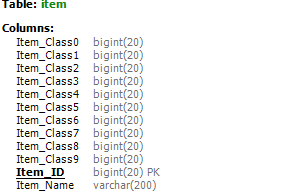 Table: item
Columns:
Item_Class0 bigint(20)
Item_Class1 bigint(20)
Item_Class2 bigint(20)
Item_Class3 bigint(20)
Item_Class4 bigint(20)
Item_Class5 bigint(20)
Item_Class6 bigint(20)
Item_Class7 bigint(20)
Item_Class8 bigint(20)
Item_Class9 bigint(20)
Item_ID bigint(20) PK
Item_Name varchar(200)